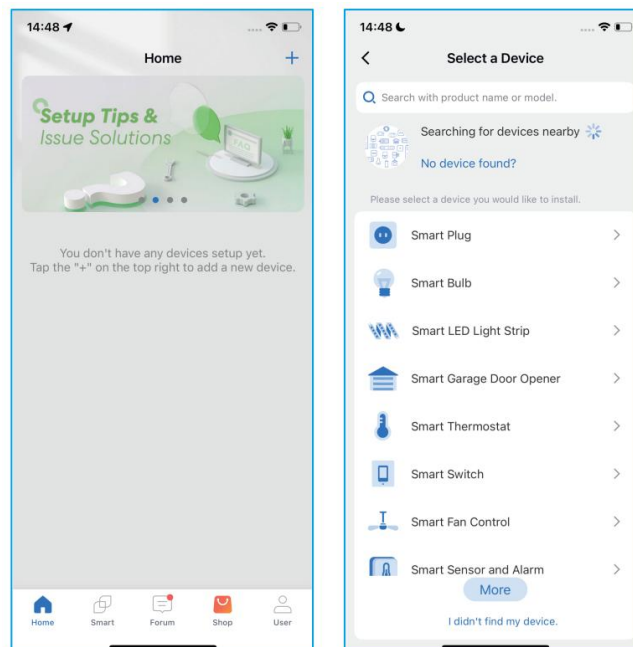 14:48
Home
+
Setup Tips &
Issue Solutions
FAQ
You don't have any devices setup yet.
Tap the "+" on the top right to add a new device.
Home
Smart
Forum
Shop
User
14:48
Select a Device
Search with product name or model.
Searching for devices nearby
No device found?
Please select a device you would like to install.
Smart Plug
Smart Bulb
Smart LED Light Strip
Smart Garage Door Opener
Smart Thermostat
Smart Switch
Smart Fan Control
Smart Sensor and Alarm
More
I didn't find my device.